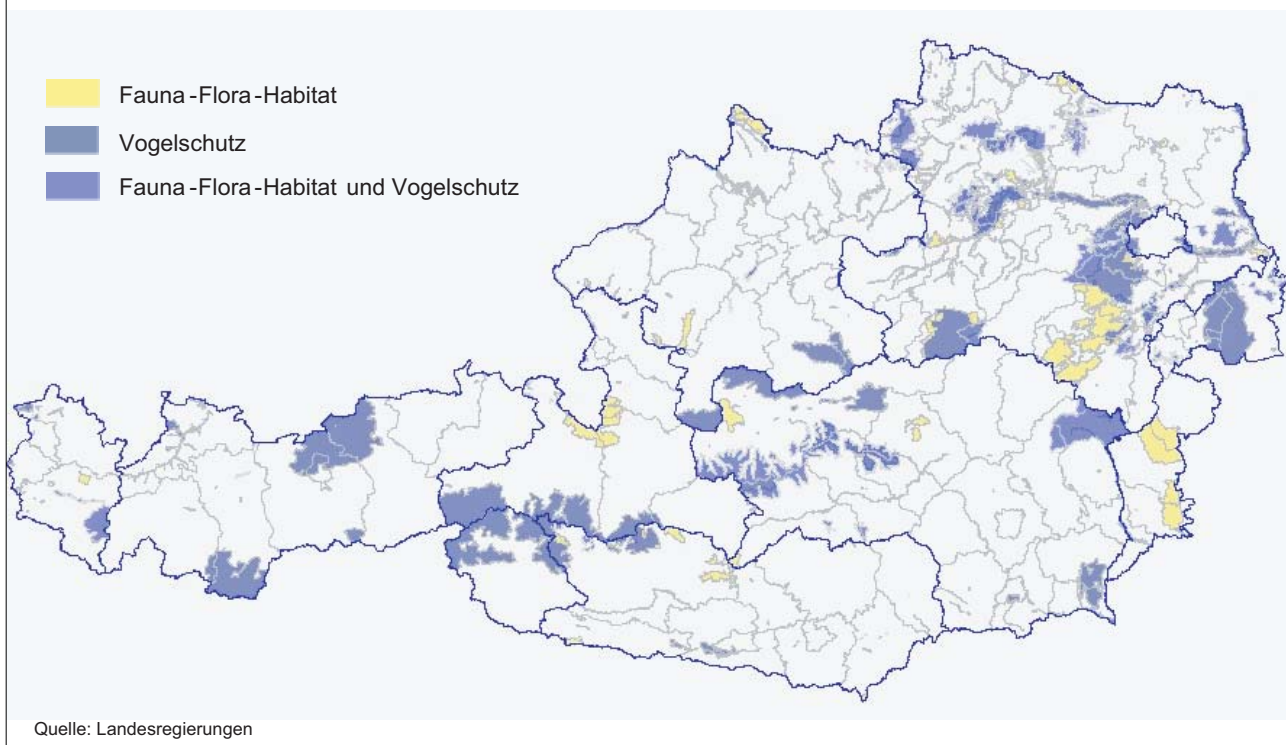 Fauna-Flora-Habitat
Vogelschutz
Fauna-Flora-Habitat und Vogelschutz
Quelle: Landesregierungen